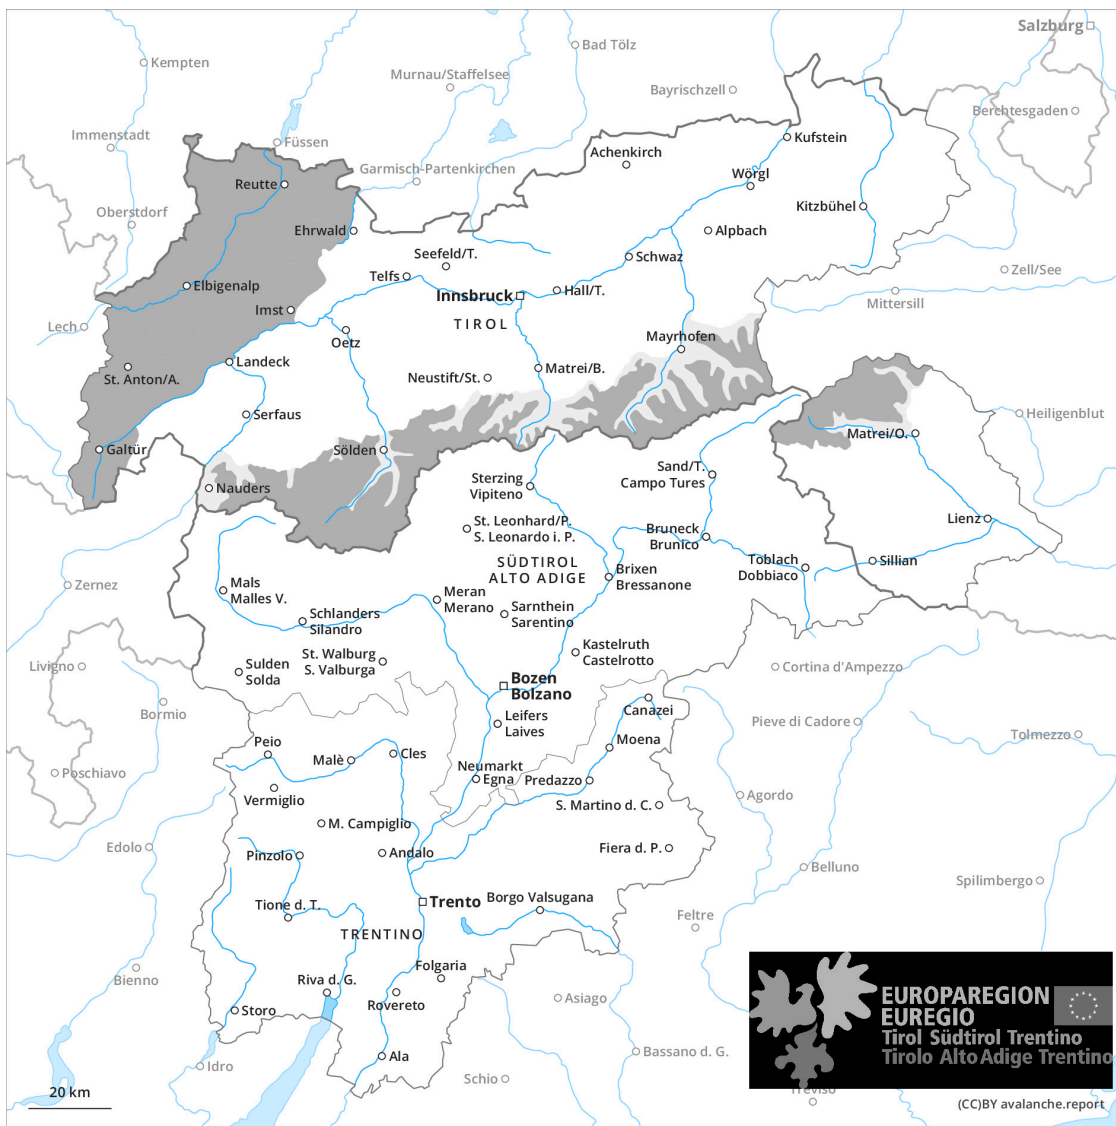 Salzburg
Bad Tölz
Kempten
Murnau/Staffelsee
Bayrischzell
Berchtesgaden
Immenstadt
Füssen
Kufstein
Achenkirch
Garmisch-Partenkirchen
Wörgl
Reutte
Oberstdorf
Kitzbühel
Ehrwald
Alpbach
Seefeld/T.
Schwaz
Zell/See
Telfs
Elbigenalp
Hall/T.
Innsbruck
Mittersill
Imst
TIROL
Lech
Oetz
Mayrhofen
Landeck
Matrei/B.
St. Anton/A.
Neustift/St.
Serfaus
Heiligenblut
Matrei/O.
Galtür
Sölden
Sand/T.
Campo Tures
Sterzing
Vipiteno
Nauders
Lienz
St. Leonhard/P.
S. Leonardo i. P.
Bruneck
Brunico
SÜDTIROL
ALTO ADIGE
Toblach
Dobbiaco
Sillian
Brixen
Bressanone
Zernez
Mals
Malles V.
Meran
Merano
Schlanders
Silandro
Sarnthein
Sarentino
Kastelruth
Castelrotto
St. Walburg
S. Valburga
Livigno
Sulden
Solda
Cortina d'Ampezzo
Bozen
Bolzano
Bormio
Canazei
Leifers
Laives
Pieve di Cadore
Tolmezzo
Peio
Moena
Malè
Cles
Neumarkt
Egna
Poschiavo
Predazzo
Vermiglio
Agordo
S. Martino d. C.
M. Campiglio
Edolo
Fiera d. P.
Pinzolo
Andalo
Belluno
Spilimbergo
Tione d. T.
Trento
Borgo Valsugana
Feltre
TRENTINO
Folgaria
Bienno
Riva d. G.
Rovereto
Asiago
Storo
EUROPAREGION
EUREGIO
Tirol Südtirol Trentino
Tirolo Alto Adige Trentino
Ala
Bassano d. G.
Idro
Schio
Treviso
20 km
(CC)BY avalanche.report